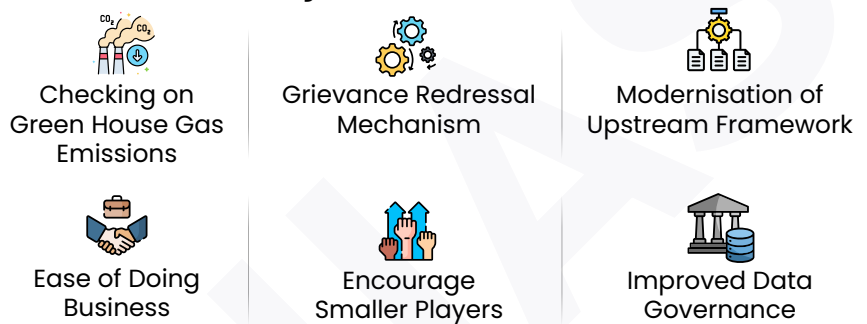 CO₂
CO₂
Checking on
Green House Gas
Emissions
Grievance Redressal
Mechanism
Modernisation of
Upstream Framework
Ease of Doing
Business
Encourage
Smaller Players
Improved Data
Governance